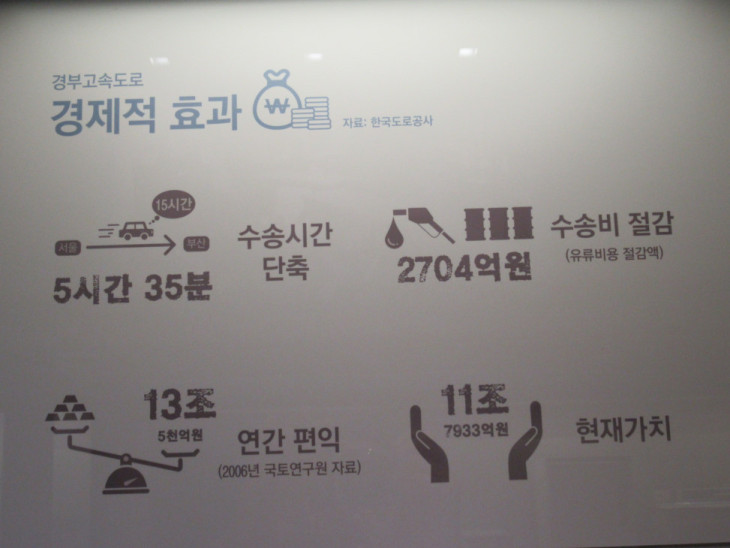 경부고속도로
경제적 효과
자료: 한국도로공사
15시간
서울
부산
5시간 35분
수송시간
단축
2704억원
수송비 절감
(유류비용 절감액)
13조
5천억원
연간 편익
(2006년 국토연구원 자료)
11조
7933억원
현재가치